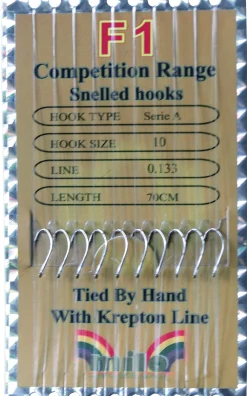 F1
Competition Range
Snelled hooks
HOOK TYPE Serie A
HOOK SIZE 10
LINE 0.133
LENGTH 70CM
Tied By Hand
With Krepton Line
milo